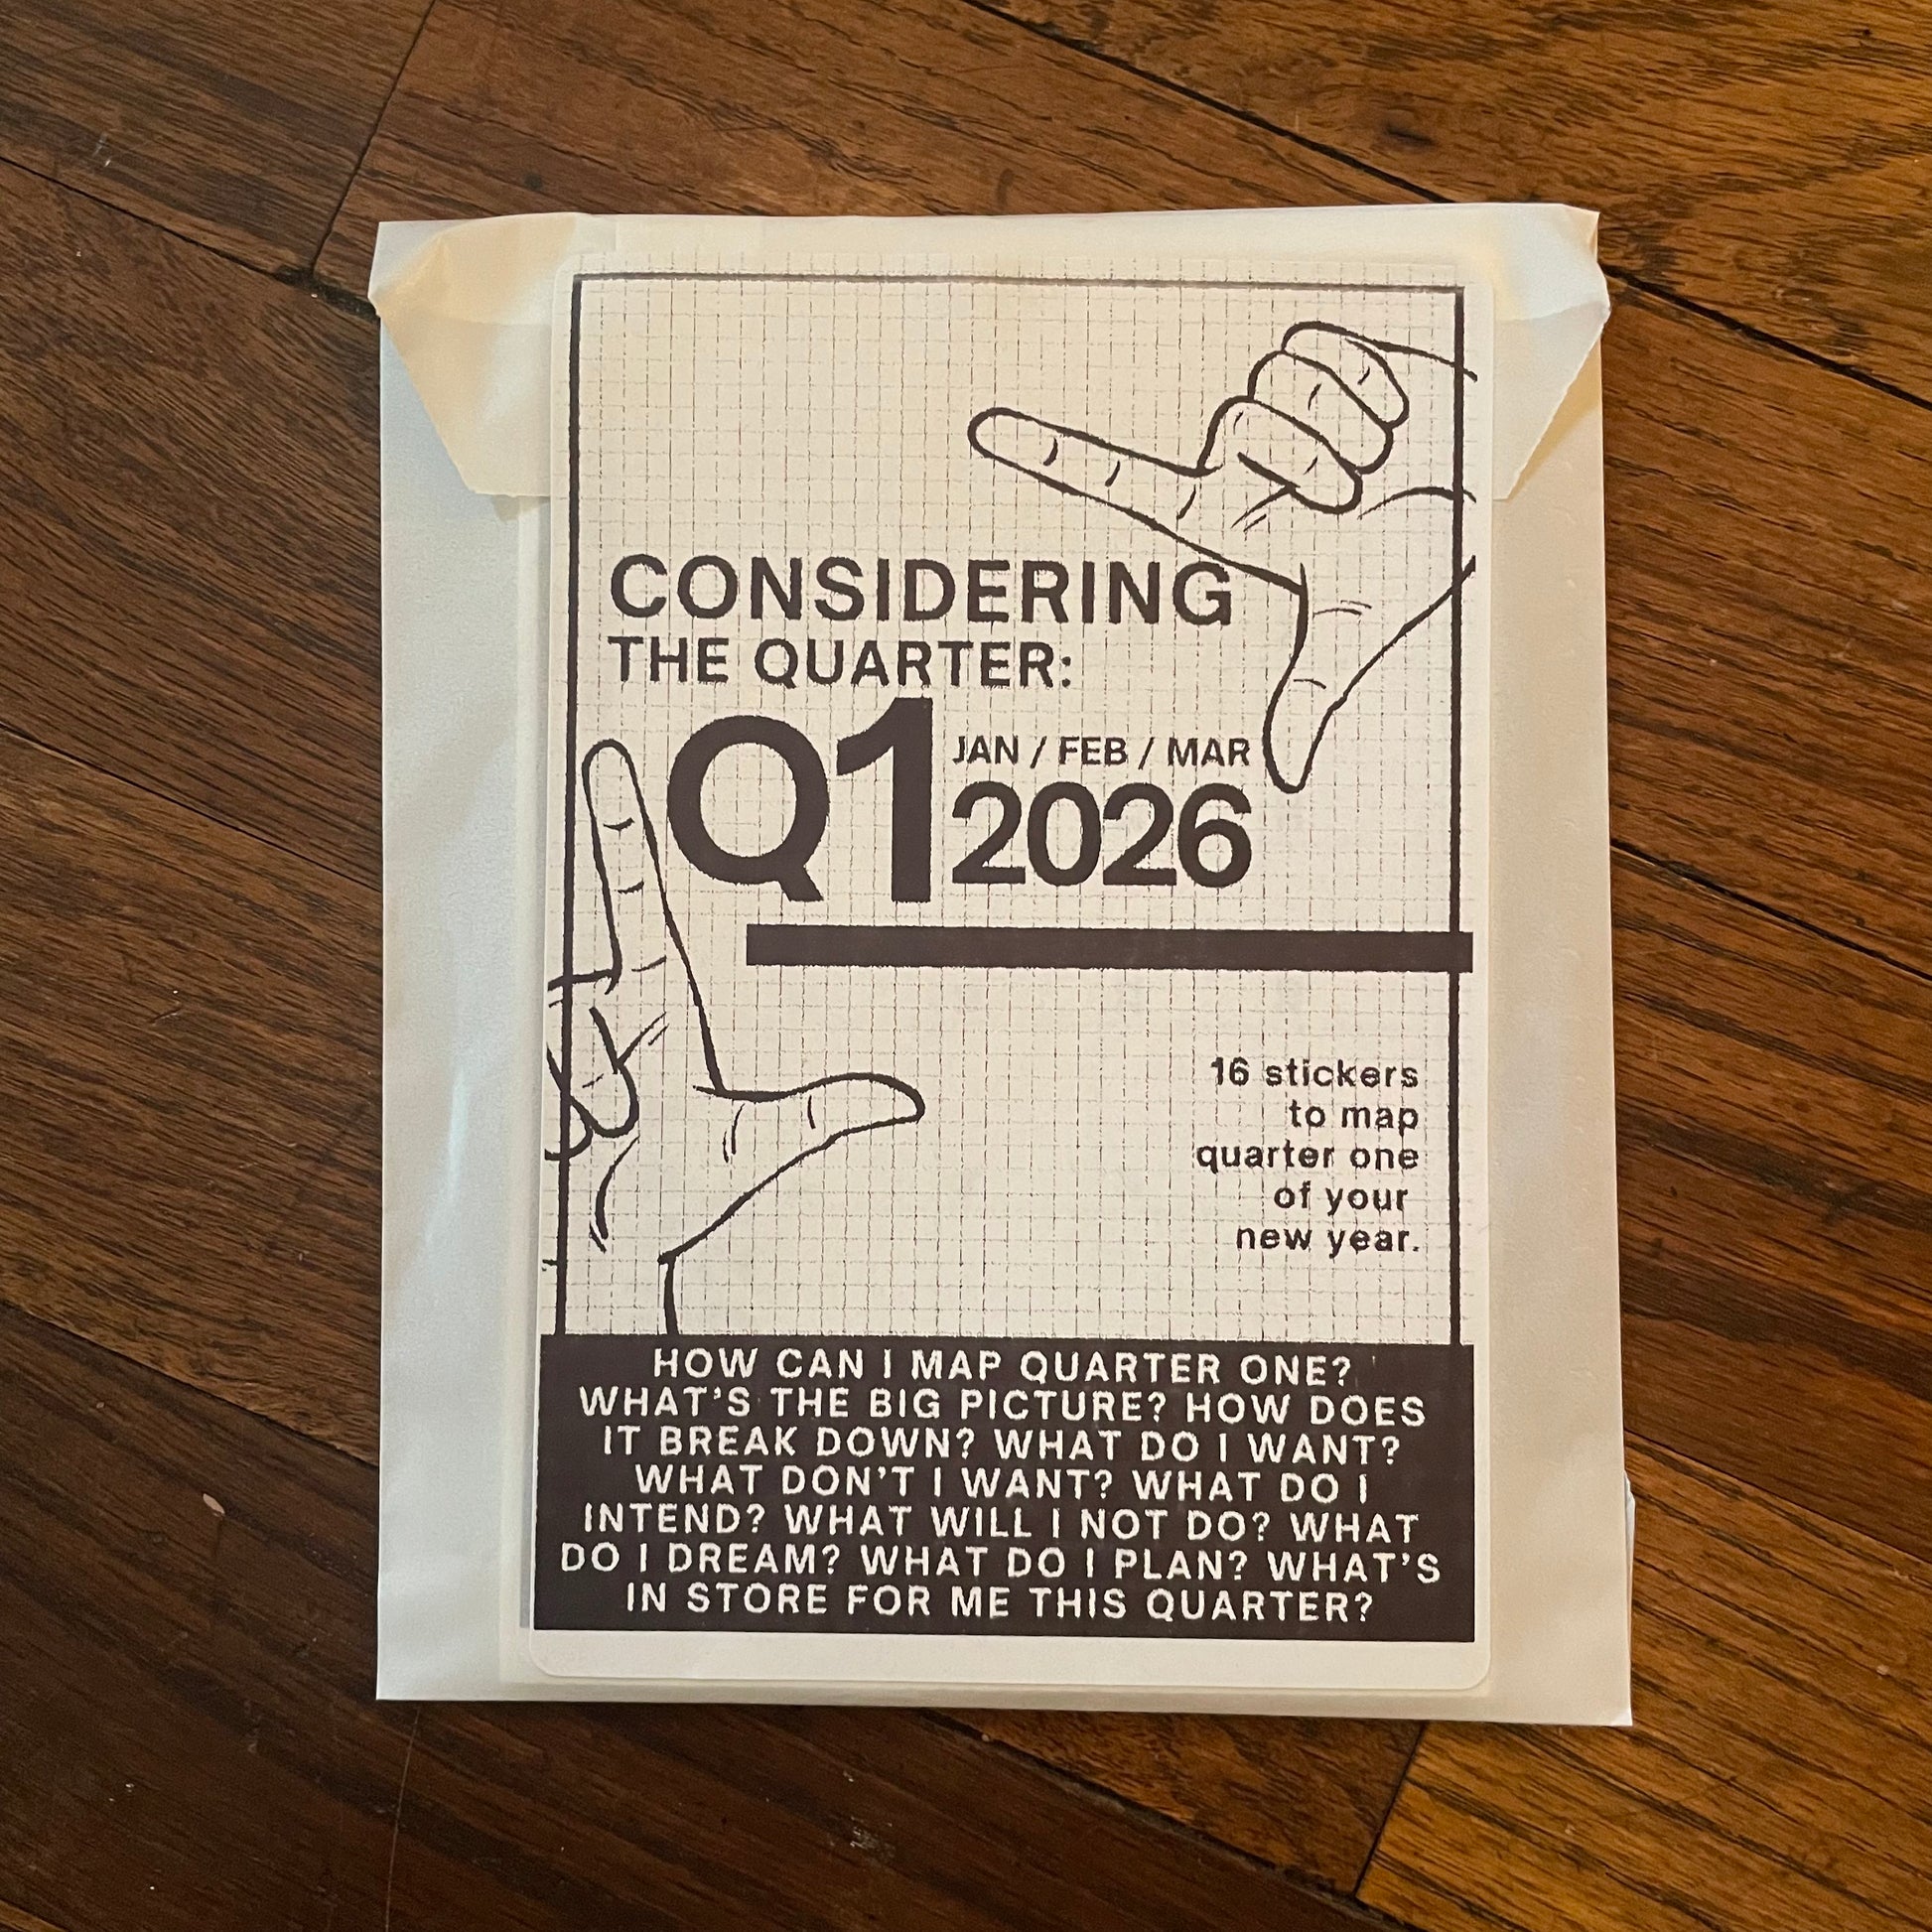 CONSIDERING
THE QUARTER:
Q1
JAN / FEB / MAR
2026
16 stickers
to map
quarter one
of your
new year.
HOW CAN I MAP QUARTER ONE?
WHAT'S THE BIG PICTURE? HOW DOES
IT BREAK DOWN? WHAT DO I WANT?
WHAT DON'T I WANT? WHAT DO I
INTEND? WHAT WILL I NOT DO? WHAT
DO I DREAM? WHAT DO I PLAN? WHAT'S
IN STORE FOR ME THIS QUARTER?